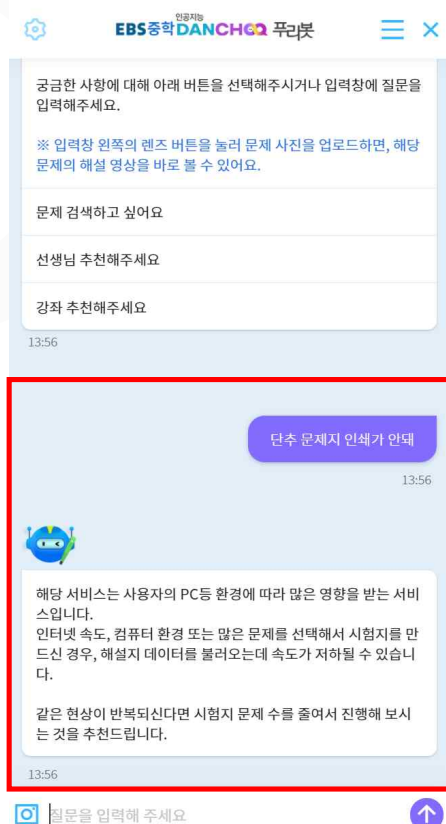 인공지능
EBS중학 DANCHOO 푸리봇
궁금한 사항에 대해 아래 버튼을 선택해주시거나 입력창에 질문을
입력해주세요.
※ 입력창 왼쪽의 렌즈 버튼을 눌러 문제 사진을 업로드하면, 해당
문제의 해설 영상을 바로 볼 수 있어요.
문제 검색하고 싶어요
선생님 추천해주세요
강좌 추천해주세요
13:56
단추 문제지 인쇄가 안돼
13:56
해당 서비스는 사용자의 PC등 환경에 따라 많은 영향을 받는 서비
스입니다.
인터넷 속도, 컴퓨터 환경 또는 많은 문제를 선택해서 시험지를 만
드신 경우, 해설지 데이터를 불러오는데 속도가 저하될 수 있습니
다.
같은 현상이 반복되신다면 시험지 문제 수를 줄여서 진행해 보시
는 것을 추천드립니다.
13:56
질문을 입력해 주세요